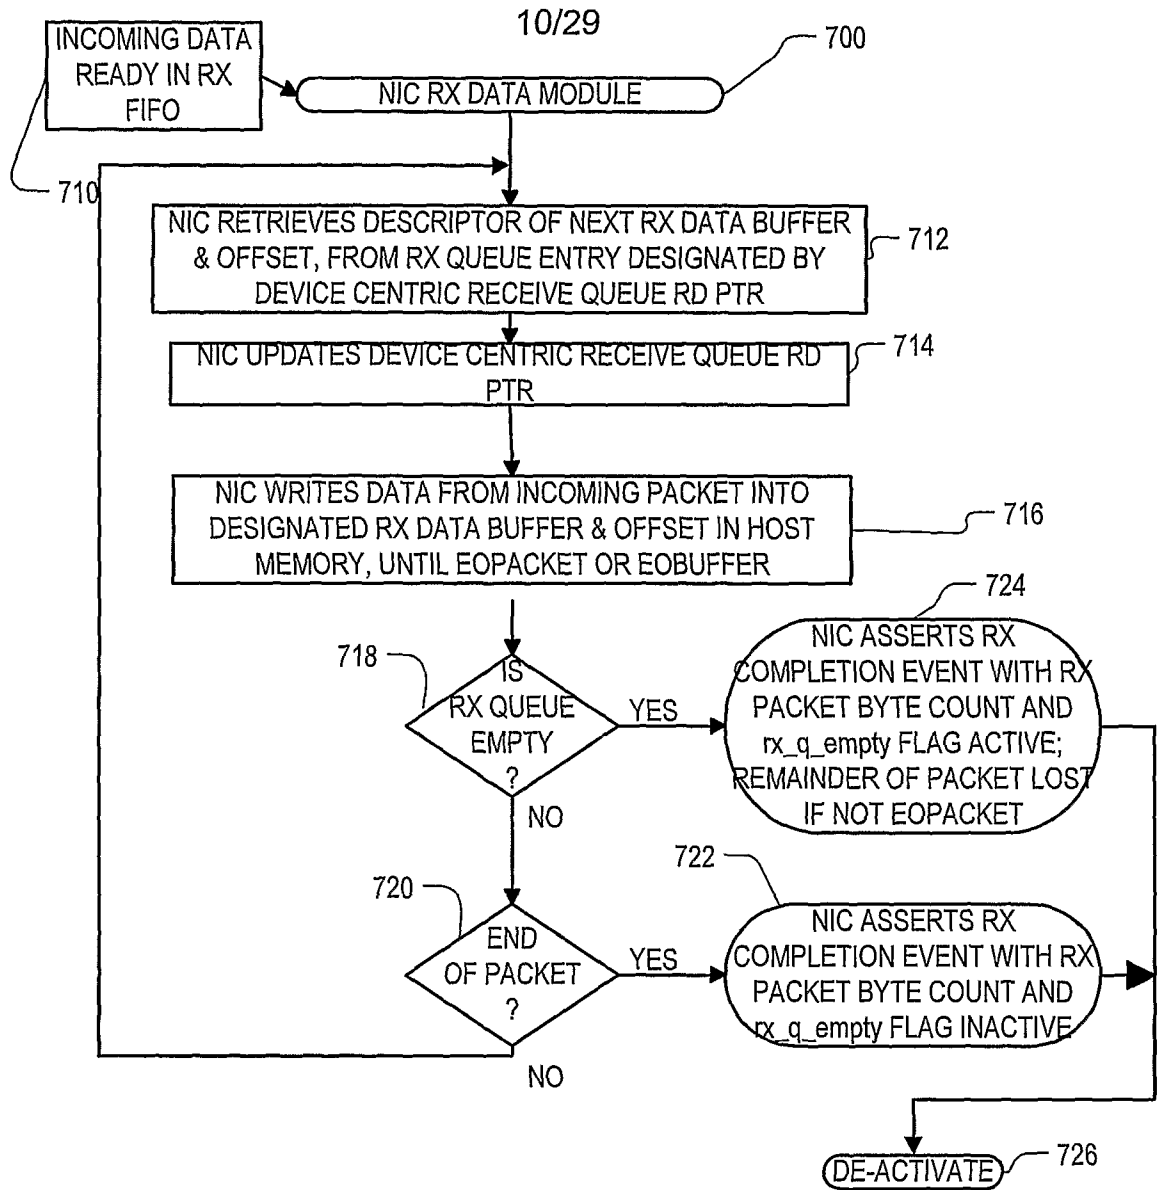 10/29
INCOMING DATA
READY IN RX
FIFO
700
NIC RX DATA MODULE
710
NIC RETRIEVES DESCRIPTOR OF NEXT RX DATA BUFFER
& OFFSET, FROM RX QUEUE ENTRY DESIGNATED BY
DEVICE CENTRIC RECEIVE QUEUE RD PTR
712
NIC UPDATES DEVICE CENTRIC RECEIVE QUEUE RD
PTR
714
NIC WRITES DATA FROM INCOMING PACKET INTO
DESIGNATED RX DATA BUFFER & OFFSET IN HOST
MEMORY, UNTIL EOPACKET OR EOBUFFER
716
718
IS
RX QUEUE
EMPTY
?
YES
NO
724
NIC ASSERTS RX
COMPLETION EVENT WITH RX
PACKET BYTE COUNT AND
rx_q_empty FLAG ACTIVE;
REMAINDER OF PACKET LOST
IF NOT EOPACKET
720
END
OF PACKET
?
YES
NO
722
NIC ASSERTS RX
COMPLETION EVENT WITH RX
PACKET BYTE COUNT AND
rx_q_empty FLAG INACTIVE
DE-ACTIVATE
726